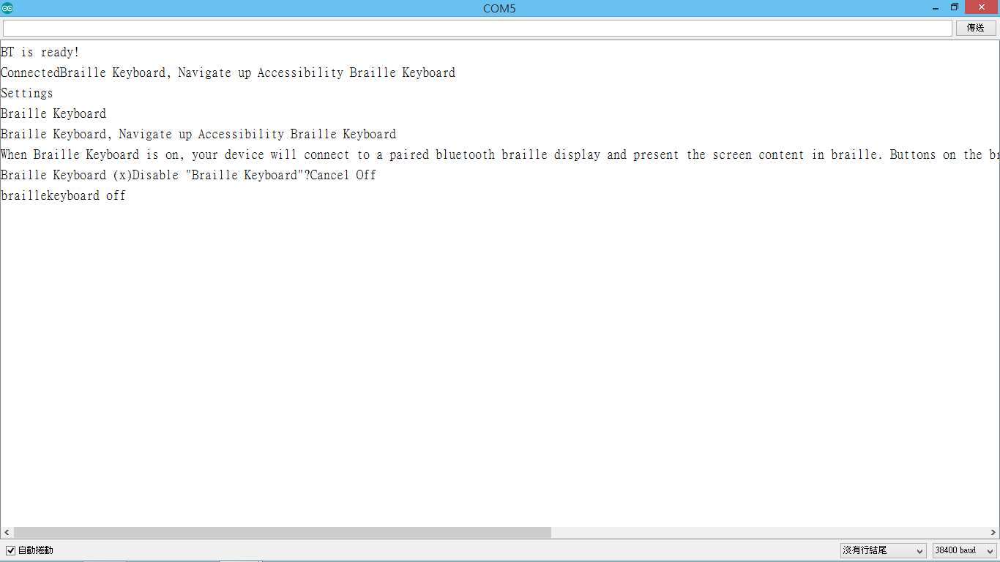 COM5
傳送
BT is ready!
ConnectedBraille Keyboard, Navigate up Accessibility Braille Keyboard
Settings
Braille Keyboard
Braille Keyboard, Navigate up Accessibility Braille Keyboard
When Braille Keyboard is on, your device will connect to a paired bluetooth braille display and present the screen content in braille. Buttons on the
Braille Keyboard (x)Disable "Braille Keyboard"?Cancel Off
braillekeyboard off
自動捲動
沒有行結尾
38400 baud